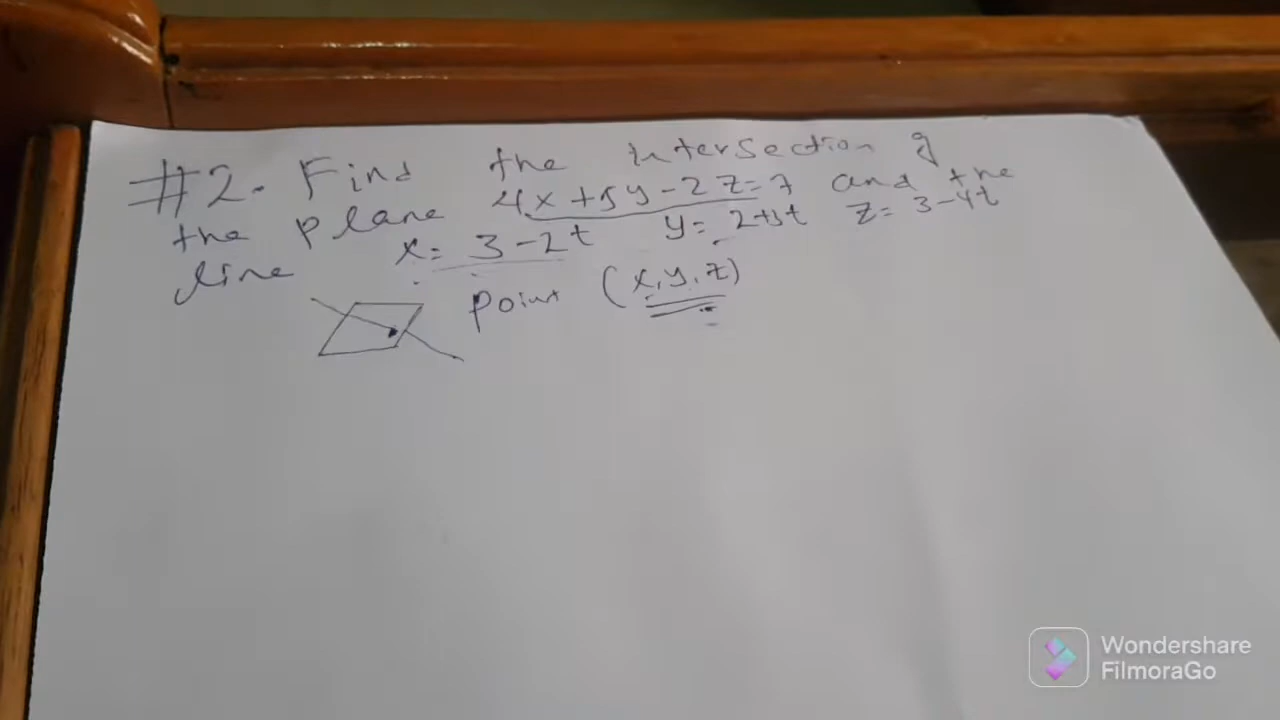 #2. Find the intersection of
the plane 4x+5y-2z=7 and the
line x= 3-2t y= 2+5t z= 3-4t
point (x,y,z)
Wondershare
FilmoraGo